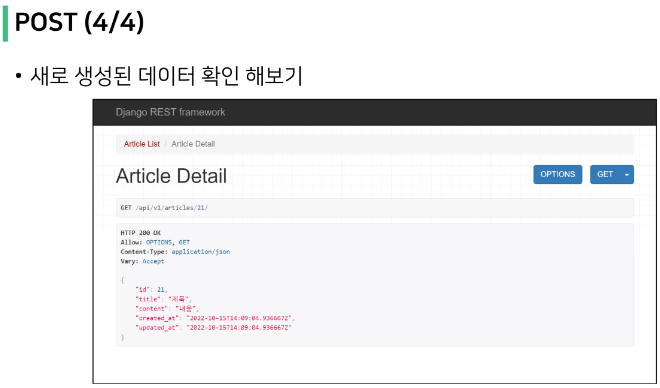 POST (4/4)
• 새로 생성된 데이터 확인 해보기
Django REST framework
Article List / Article Detail
Article Detail
OPTIONS GET
GET /api/v1/articles/21/
HTTP 200 OK
Allow: OPTIONS, GET
Content-Type: application/json
Vary: Accept
{
"id": 21,
"title": "제목",
"content": "내용",
"created_at": "2022-10-15T14:09:04.936667Z",
"updated_at": "2022-10-15T14:09:04.936667Z"
}